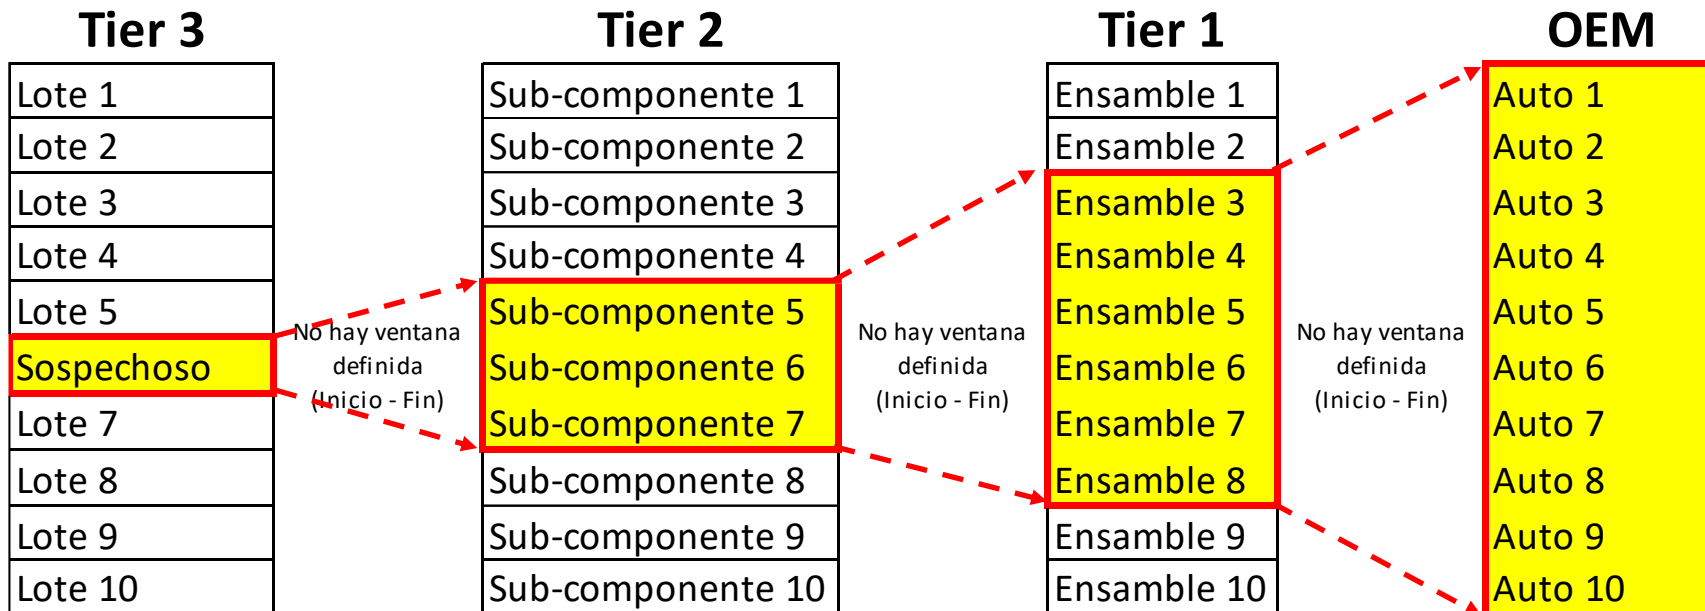 Tier 3
Lote 1
Lote 2
Lote 3
Lote 4
Lote 5
Sospechoso
Lote 7
Lote 8
Lote 9
Lote 10
No hay ventana
definida
(Inicio - Fin)
Tier 2
Sub-componente 1
Sub-componente 2
Sub-componente 3
Sub-componente 4
Sub-componente 5
Sub-componente 6
Sub-componente 7
Sub-componente 8
Sub-componente 9
Sub-componente 10
No hay ventana
definida
(Inicio - Fin)
Tier 1
Ensamble 1
Ensamble 2
Ensamble 3
Ensamble 4
Ensamble 5
Ensamble 6
Ensamble 7
Ensamble 8
Ensamble 9
Ensamble 10
No hay ventana
definida
(Inicio - Fin)
OEM
Auto 1
Auto 2
Auto 3
Auto 4
Auto 5
Auto 6
Auto 7
Auto 8
Auto 9
Auto 10